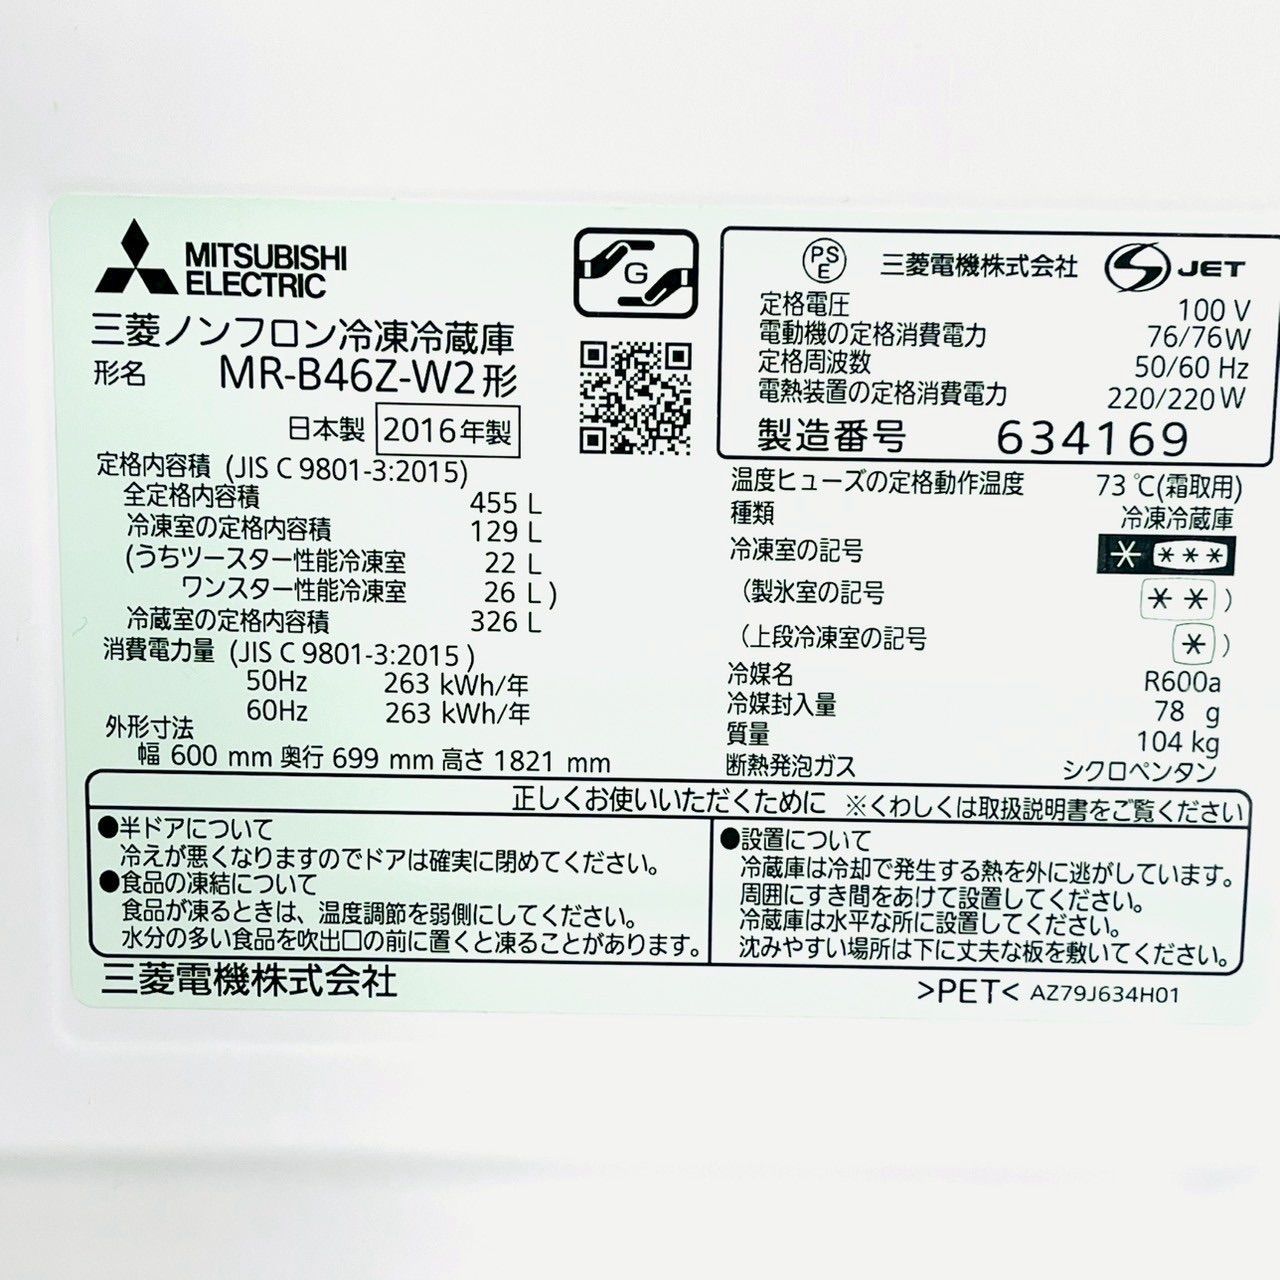 MITSUBISHI
ELECTRIC
G
三菱ノンフロン冷凍冷蔵庫
形名 MR-B46Z-W2形
日本製 2016年製
定格内容積 (JIS C 9801-3:2015)
全定格内容積 455 L
冷凍室の定格内容積 129 L
(うちツースター性能冷凍室 22 L
ワンスター性能冷凍室 26 L)
冷蔵室の定格内容積 326 L
消費電力量 (JIS C 9801-3:2015)
50Hz 263 kWh/年
60Hz 263 kWh/年
外形寸法
幅 600 mm 奥行 699 mm 高さ 1821 mm
PSE 三菱電機株式会社 JET
定格電圧 100 V
電動機の定格消費電力 76/76W
定格周波数 50/60 Hz
電熱装置の定格消費電力 220/220W
製造番号 634169
温度ヒューズの定格動作温度 73℃(霜取用)
種類 冷凍冷蔵庫
冷凍室の記号 * ***
(製氷室の記号 **)
(上段冷凍室の記号 *)
冷媒名 R600a
冷媒封入量 78 g
質量 104 kg
断熱発泡ガス シクロペンタン
正しくお使いいただくために ※くわしくは取扱説明書をご覧ください
●半ドアについて
冷えが悪くなりますのでドアは確実に閉めてください。
●食品の凍結について
食品が凍るときは、温度調節を弱側にしてください。
水分の多い食品を吹出口の前に置くと凍ることがあります。
●設置について
冷蔵庫は冷却で発生する熱を外に逃がしています。
周囲にすき間をあけて設置してください。
冷蔵庫は水平な所に設置してください。
沈みやすい場所は下に丈夫な板を敷いてください。
三菱電機株式会社
>PET< AZ79J634H01